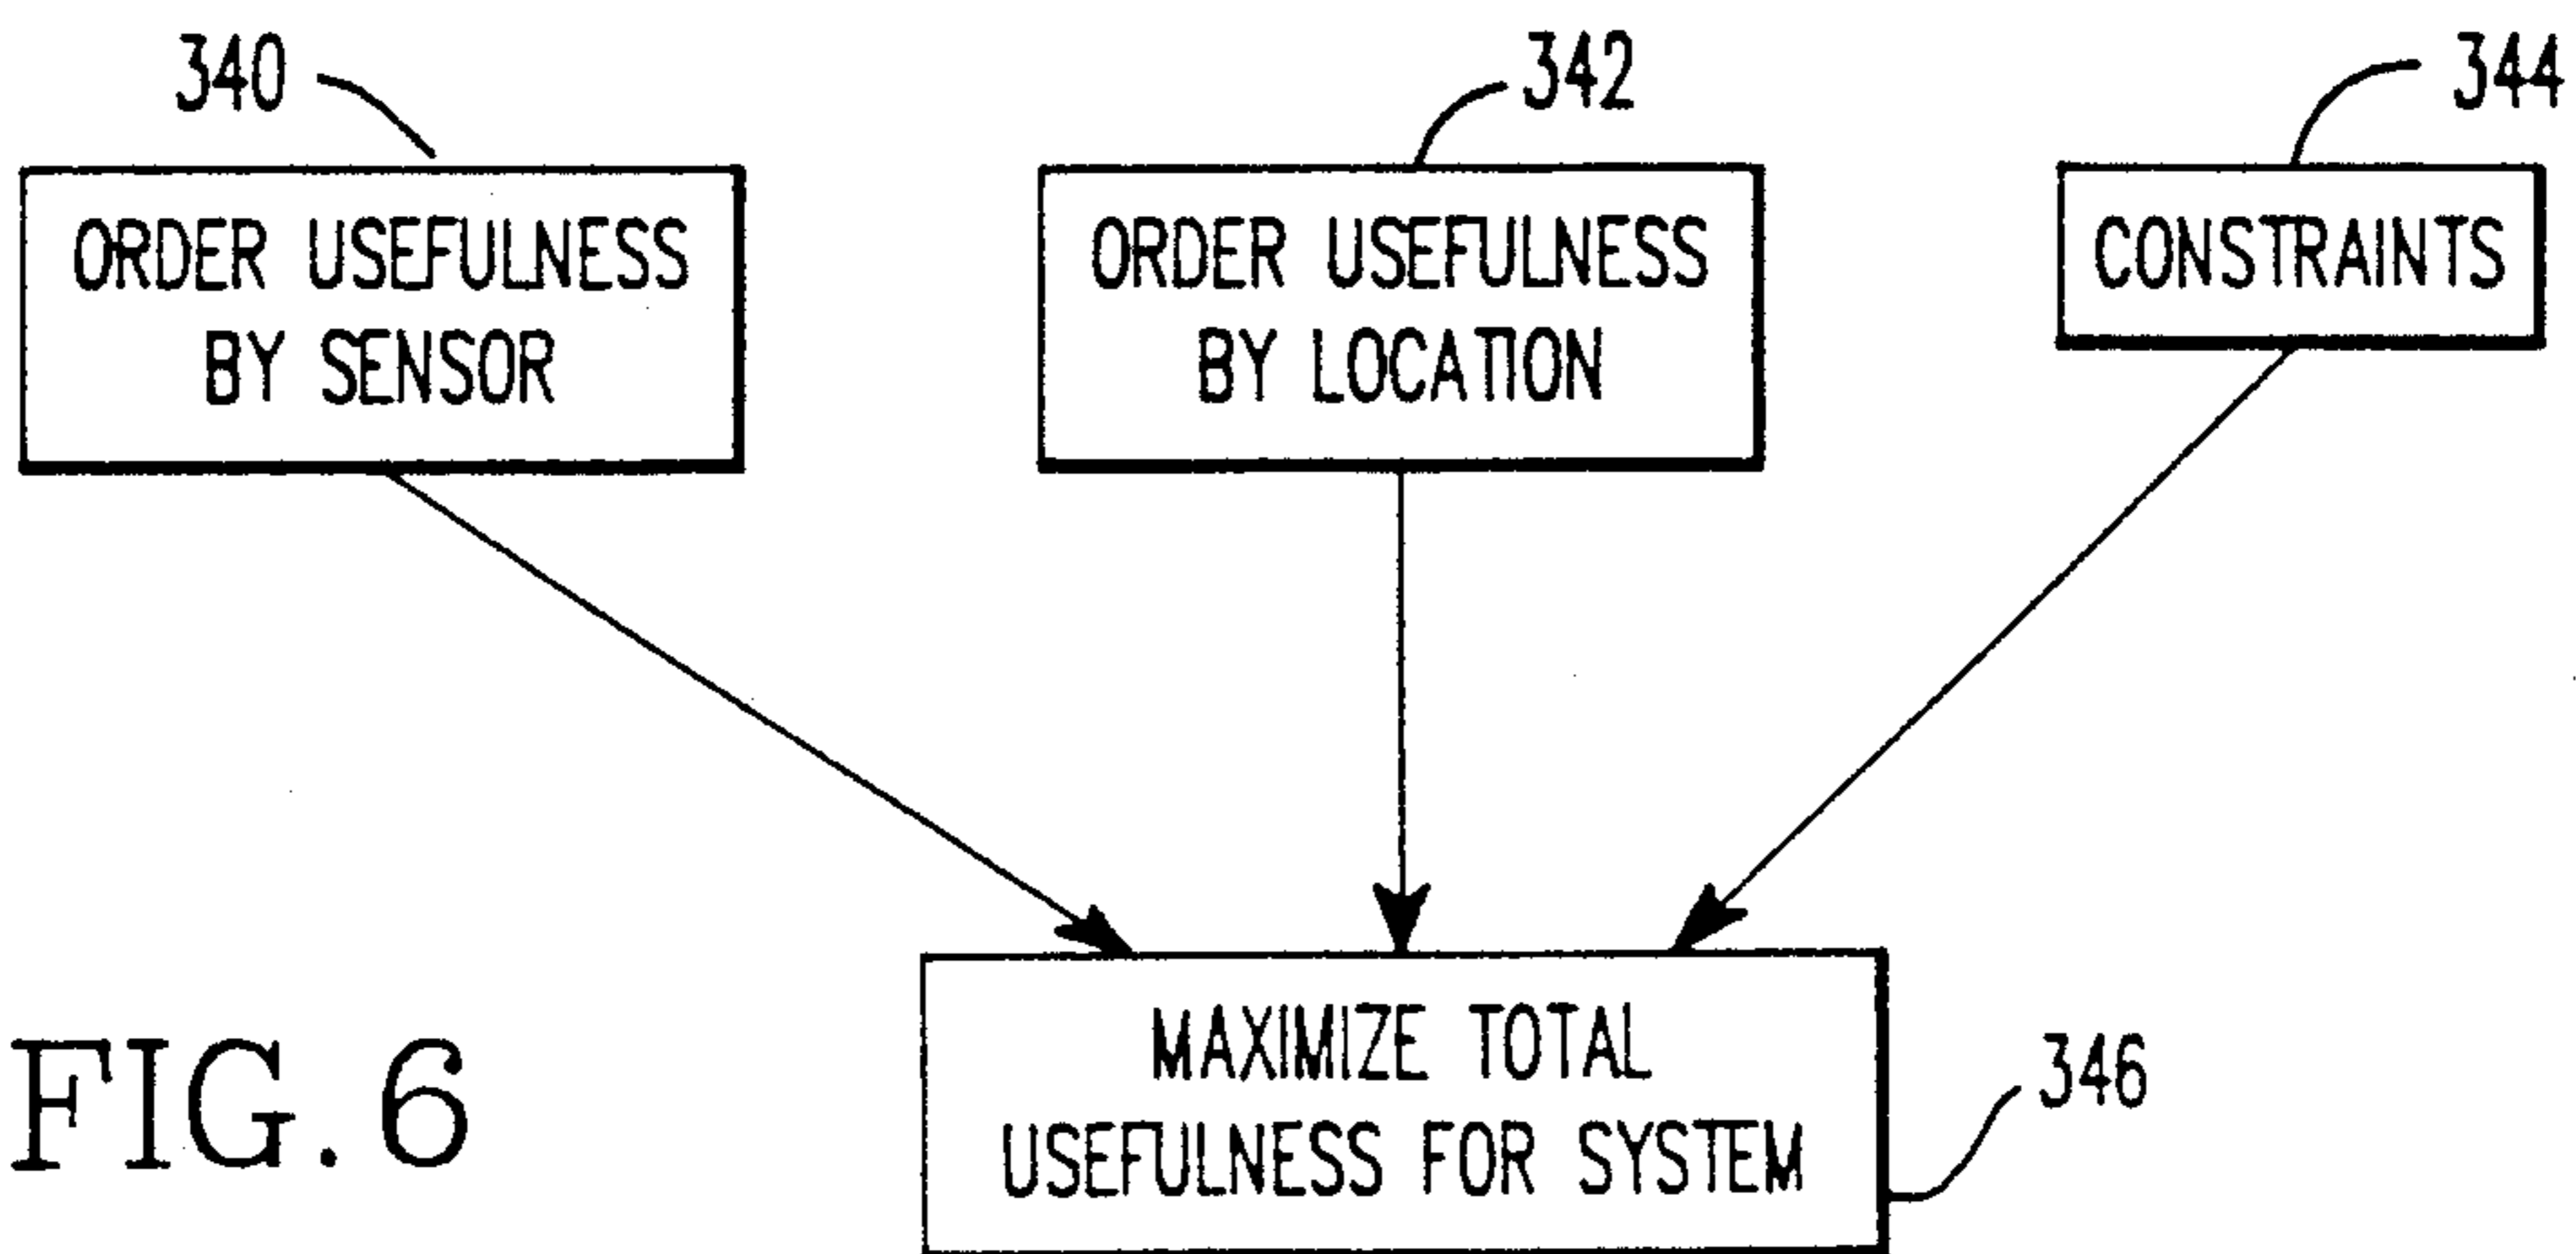 340
342
344
ORDER USEFULNESS
BY SENSOR
ORDER USEFULNESS
BY LOCATION
CONSTRAINTS
MAXIMIZE TOTAL
USEFULNESS FOR SYSTEM
346
FIG. 6